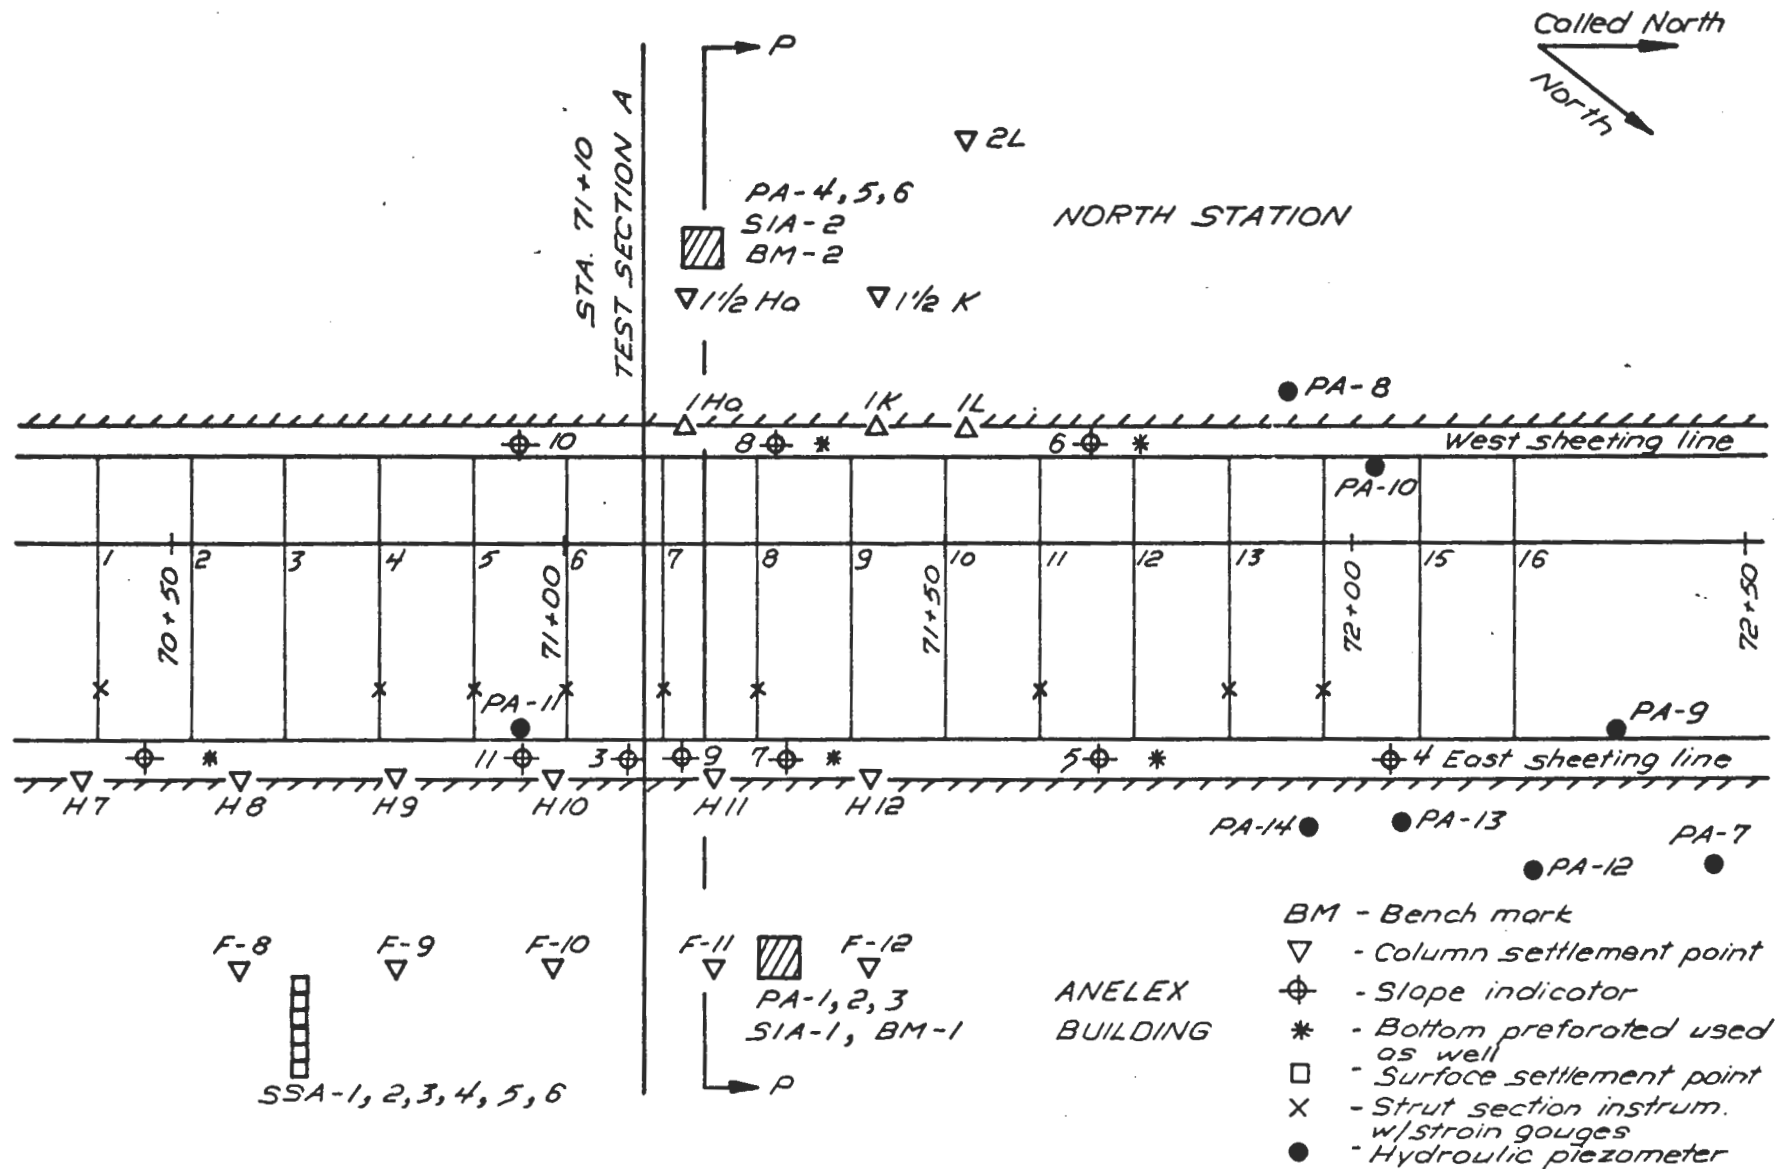 Called North
North
P
STA. 71+10
TEST SECTION A
2L
PA-4, 5, 6
SIA-2
BM-2
NORTH STATION
1 1/2 Ha
1 1/2 K
PA-8
1Ha
1K
1L
10
8
6
West sheeting line
PA-10
1
2
3
4
5
6
7
8
9
10
11
12
13
15
16
70+50
71+00
71+50
72+00
72+50
PA-11
PA-9
11
3
9
7
5
4
East sheeting line
H7
H8
H9
H10
H11
H12
PA-14
PA-13
PA-7
PA-12
F-8
F-9
F-10
F-11
F-12
PA-1, 2, 3
SIA-1, BM-1
ANELEX
BUILDING
SSA-1, 2, 3, 4, 5, 6
P
BM - Bench mark
- Column settlement point
- Slope indicator
- Bottom preforated used
as well
- Surface settlement point
- Strut section instrum.
w/strain gouges
- Hydraulic piezometer